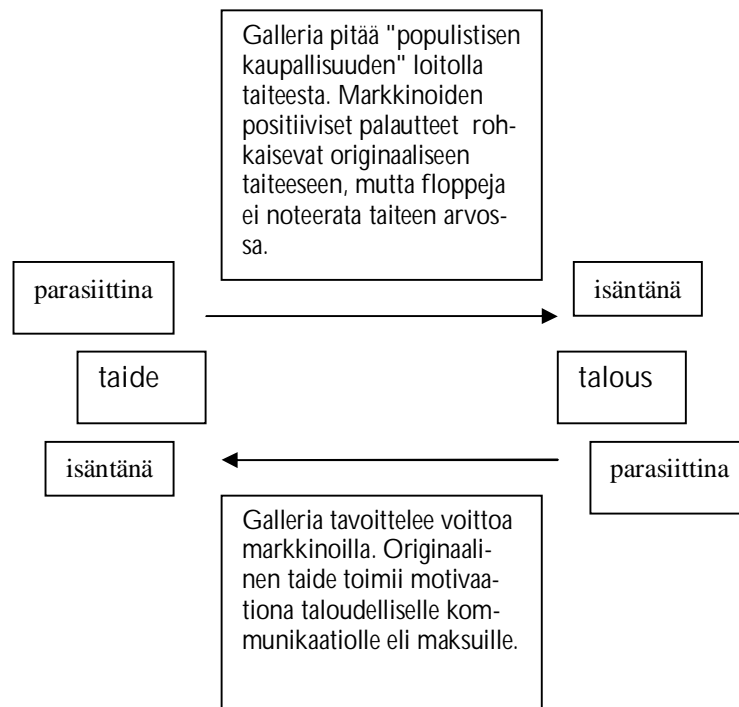 Galleria pitää "populistisen
kaupallisuuden" loitolla
taiteesta. Markkinoiden
positiiviset palautteet roh-
kaisevat originaaliseen
taiteeseen, mutta floppeja
ei noteerata taiteen arvos-
sa.
parasiittina
isäntänä
taide
talous
isäntänä
parasiittina
Galleria tavoittelee voittoa
markkinoilla. Originaali-
nen taide toimii motivaa-
tiona taloudelliselle kom-
munikaatiolle eli maksuille.